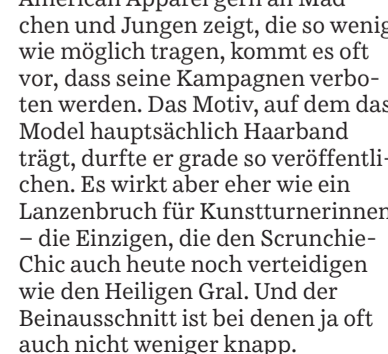 American Apparel gern an Mäd
chen und Jungen zeigt, die so wenig
wie möglich tragen, kommt es oft
vor, dass seine Kampagnen verbo-
ten werden. Das Motiv, auf dem das
Model hauptsächlich Haarband
trägt, durfte er grade so veröffentli-
chen. Es wirkt aber eher wie ein
Lanzenbruch für Kunstturnerinnen
– die Einzigen, die den Scrunchie-
Chic auch heute noch verteidigen
wie den Heiligen Gral. Und der
Beinausschnitt ist bei denen ja oft
auch nicht weniger knapp.